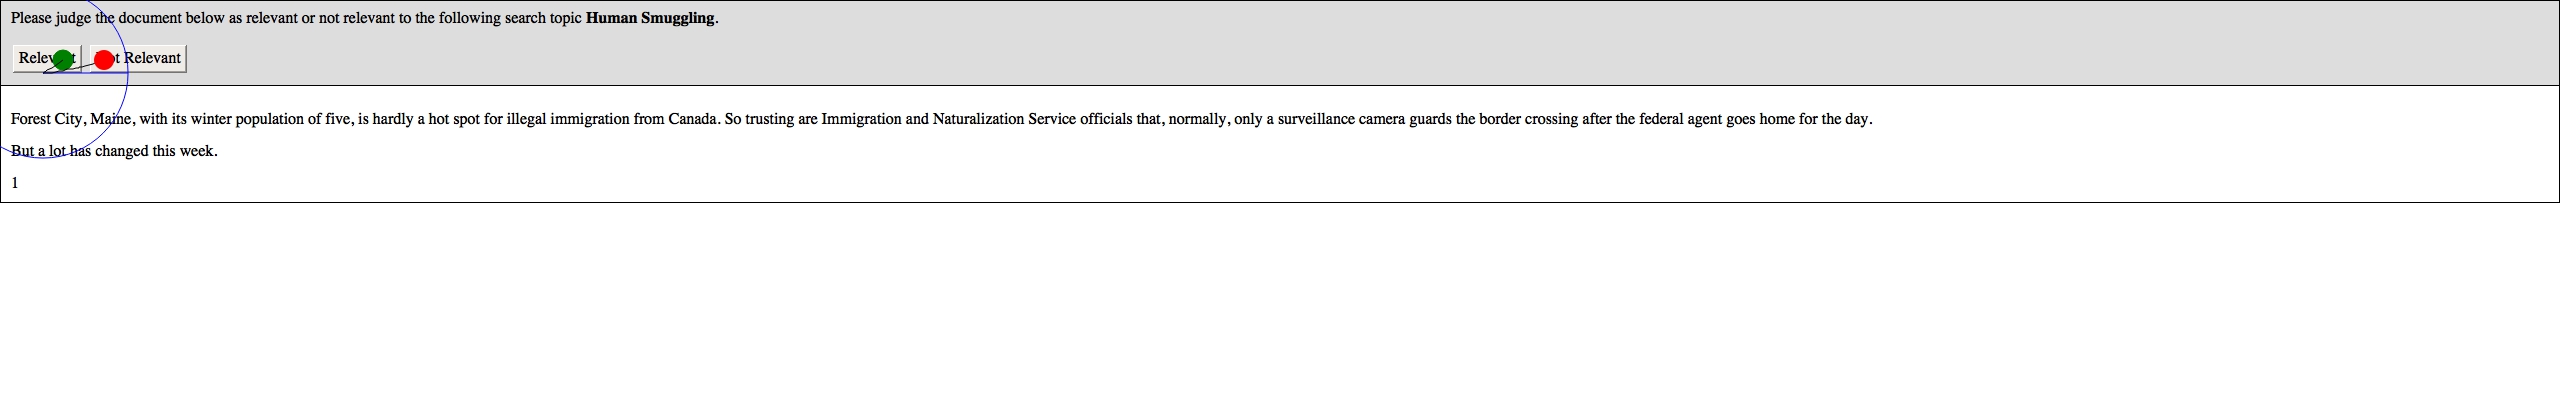 Please judge the document below as relevant or not relevant to the following search topic Human Smuggling.
Relevant Not Relevant
Forest City, Maine, with its winter population of five, is hardly a hot spot for illegal immigration from Canada. So trusting are Immigration and Naturalization Service officials that, normally, only a surveillance camera guards the border crossing after the federal agent goes home for the day.
But a lot has changed this week.
1